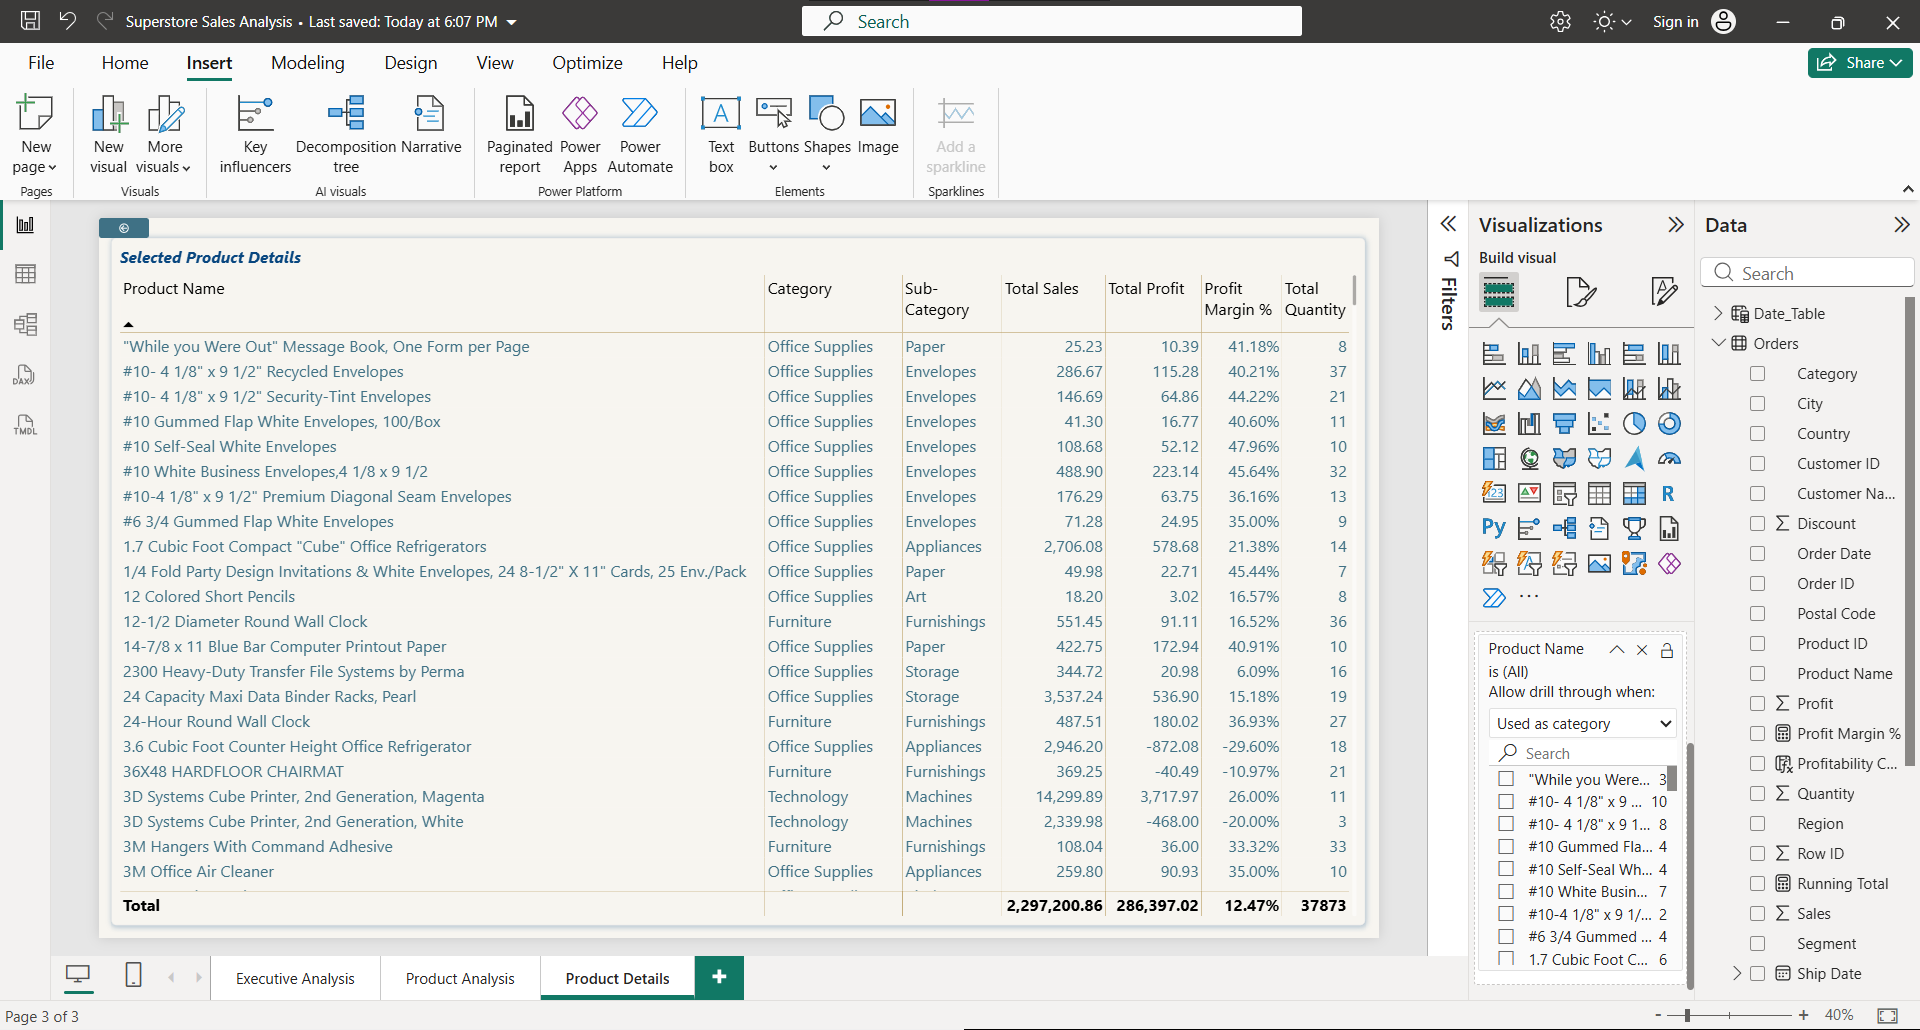 Superstore Sales Analysis • Last saved: Today at 6:07 PM
Search
Sign in
File Home Insert Modeling Design View Optimize Help
Share
New page
New visual
More visuals
Key influencers
Decomposition tree
Narrative
Paginated report
Power Apps
Power Automate
Text box
Buttons
Shapes
Image
Add a sparkline
Pages Visuals AI visuals Power Platform Elements Sparklines
DAX
TMDL
Selected Product Details
Product Name Category Sub-Category Total Sales Total Profit Profit Margin % Total Quantity
"While you Were Out" Message Book, One Form per Page Office Supplies Paper 25.23 10.39 41.18% 8
#10- 4 1/8" x 9 1/2" Recycled Envelopes Office Supplies Envelopes 286.67 115.28 40.21% 37
#10- 4 1/8" x 9 1/2" Security-Tint Envelopes Office Supplies Envelopes 146.69 64.86 44.22% 21
#10 Gummed Flap White Envelopes, 100/Box Office Supplies Envelopes 41.30 16.77 40.60% 11
#10 Self-Seal White Envelopes Office Supplies Envelopes 108.68 52.12 47.96% 10
#10 White Business Envelopes,4 1/8 x 9 1/2 Office Supplies Envelopes 488.90 223.14 45.64% 32
#10-4 1/8" x 9 1/2" Premium Diagonal Seam Envelopes Office Supplies Envelopes 176.29 63.75 36.16% 13
#6 3/4 Gummed Flap White Envelopes Office Supplies Envelopes 71.28 24.95 35.00% 9
1.7 Cubic Foot Compact "Cube" Office Refrigerators Office Supplies Appliances 2,706.08 578.68 21.38% 14
1/4 Fold Party Design Invitations & White Envelopes, 24 8-1/2" X 11" Cards, 25 Env./Pack Office Supplies Paper 49.98 22.71 45.44% 7
12 Colored Short Pencils Office Supplies Art 18.20 3.02 16.57% 8
12-1/2 Diameter Round Wall Clock Furniture Furnishings 551.45 91.11 16.52% 36
14-7/8 x 11 Blue Bar Computer Printout Paper Office Supplies Paper 422.75 172.94 40.91% 10
2300 Heavy-Duty Transfer File Systems by Perma Office Supplies Storage 344.72 20.98 6.09% 16
24 Capacity Maxi Data Binder Racks, Pearl Office Supplies Storage 3,537.24 536.90 15.18% 19
24-Hour Round Wall Clock Furniture Furnishings 487.51 180.02 36.93% 27
3.6 Cubic Foot Counter Height Office Refrigerator Office Supplies Appliances 2,946.20 -872.08 -29.60% 18
36X48 HARDFLOOR CHAIRMAT Furniture Furnishings 369.25 -40.49 -10.97% 21
3D Systems Cube Printer, 2nd Generation, Magenta Technology Machines 14,299.89 3,717.97 26.00% 11
3D Systems Cube Printer, 2nd Generation, White Technology Machines 2,339.98 -468.00 -20.00% 3
3M Hangers With Command Adhesive Furniture Furnishings 108.04 36.00 33.32% 33
3M Office Air Cleaner Office Supplies Appliances 259.80 90.93 35.00% 10
Total 2,297,200.86 286,397.02 12.47% 37873
Filters
Visualizations
Build visual
123
R
Py
...
Product Name
is (All)
Allow drill through when:
Used as category
Search
"While you Were... 3
#10- 4 1/8" x 9 ... 10
#10- 4 1/8" x 9 1... 8
#10 Gummed Fla... 4
#10 Self-Seal Wh... 4
#10 White Busin... 7
#10-4 1/8" x 9 1/... 2
#6 3/4 Gummed ... 4
1.7 Cubic Foot C... 6
Data
Search
Date_Table
Orders
Category
City
Country
Customer ID
Customer Na...
Discount
Order Date
Order ID
Postal Code
Product ID
Product Name
Profit
Profit Margin %
Profitability C...
Quantity
Region
Row ID
Running Total
Sales
Segment
Ship Date
Executive Analysis Product Analysis Product Details +
Page 3 of 3
- + 40%